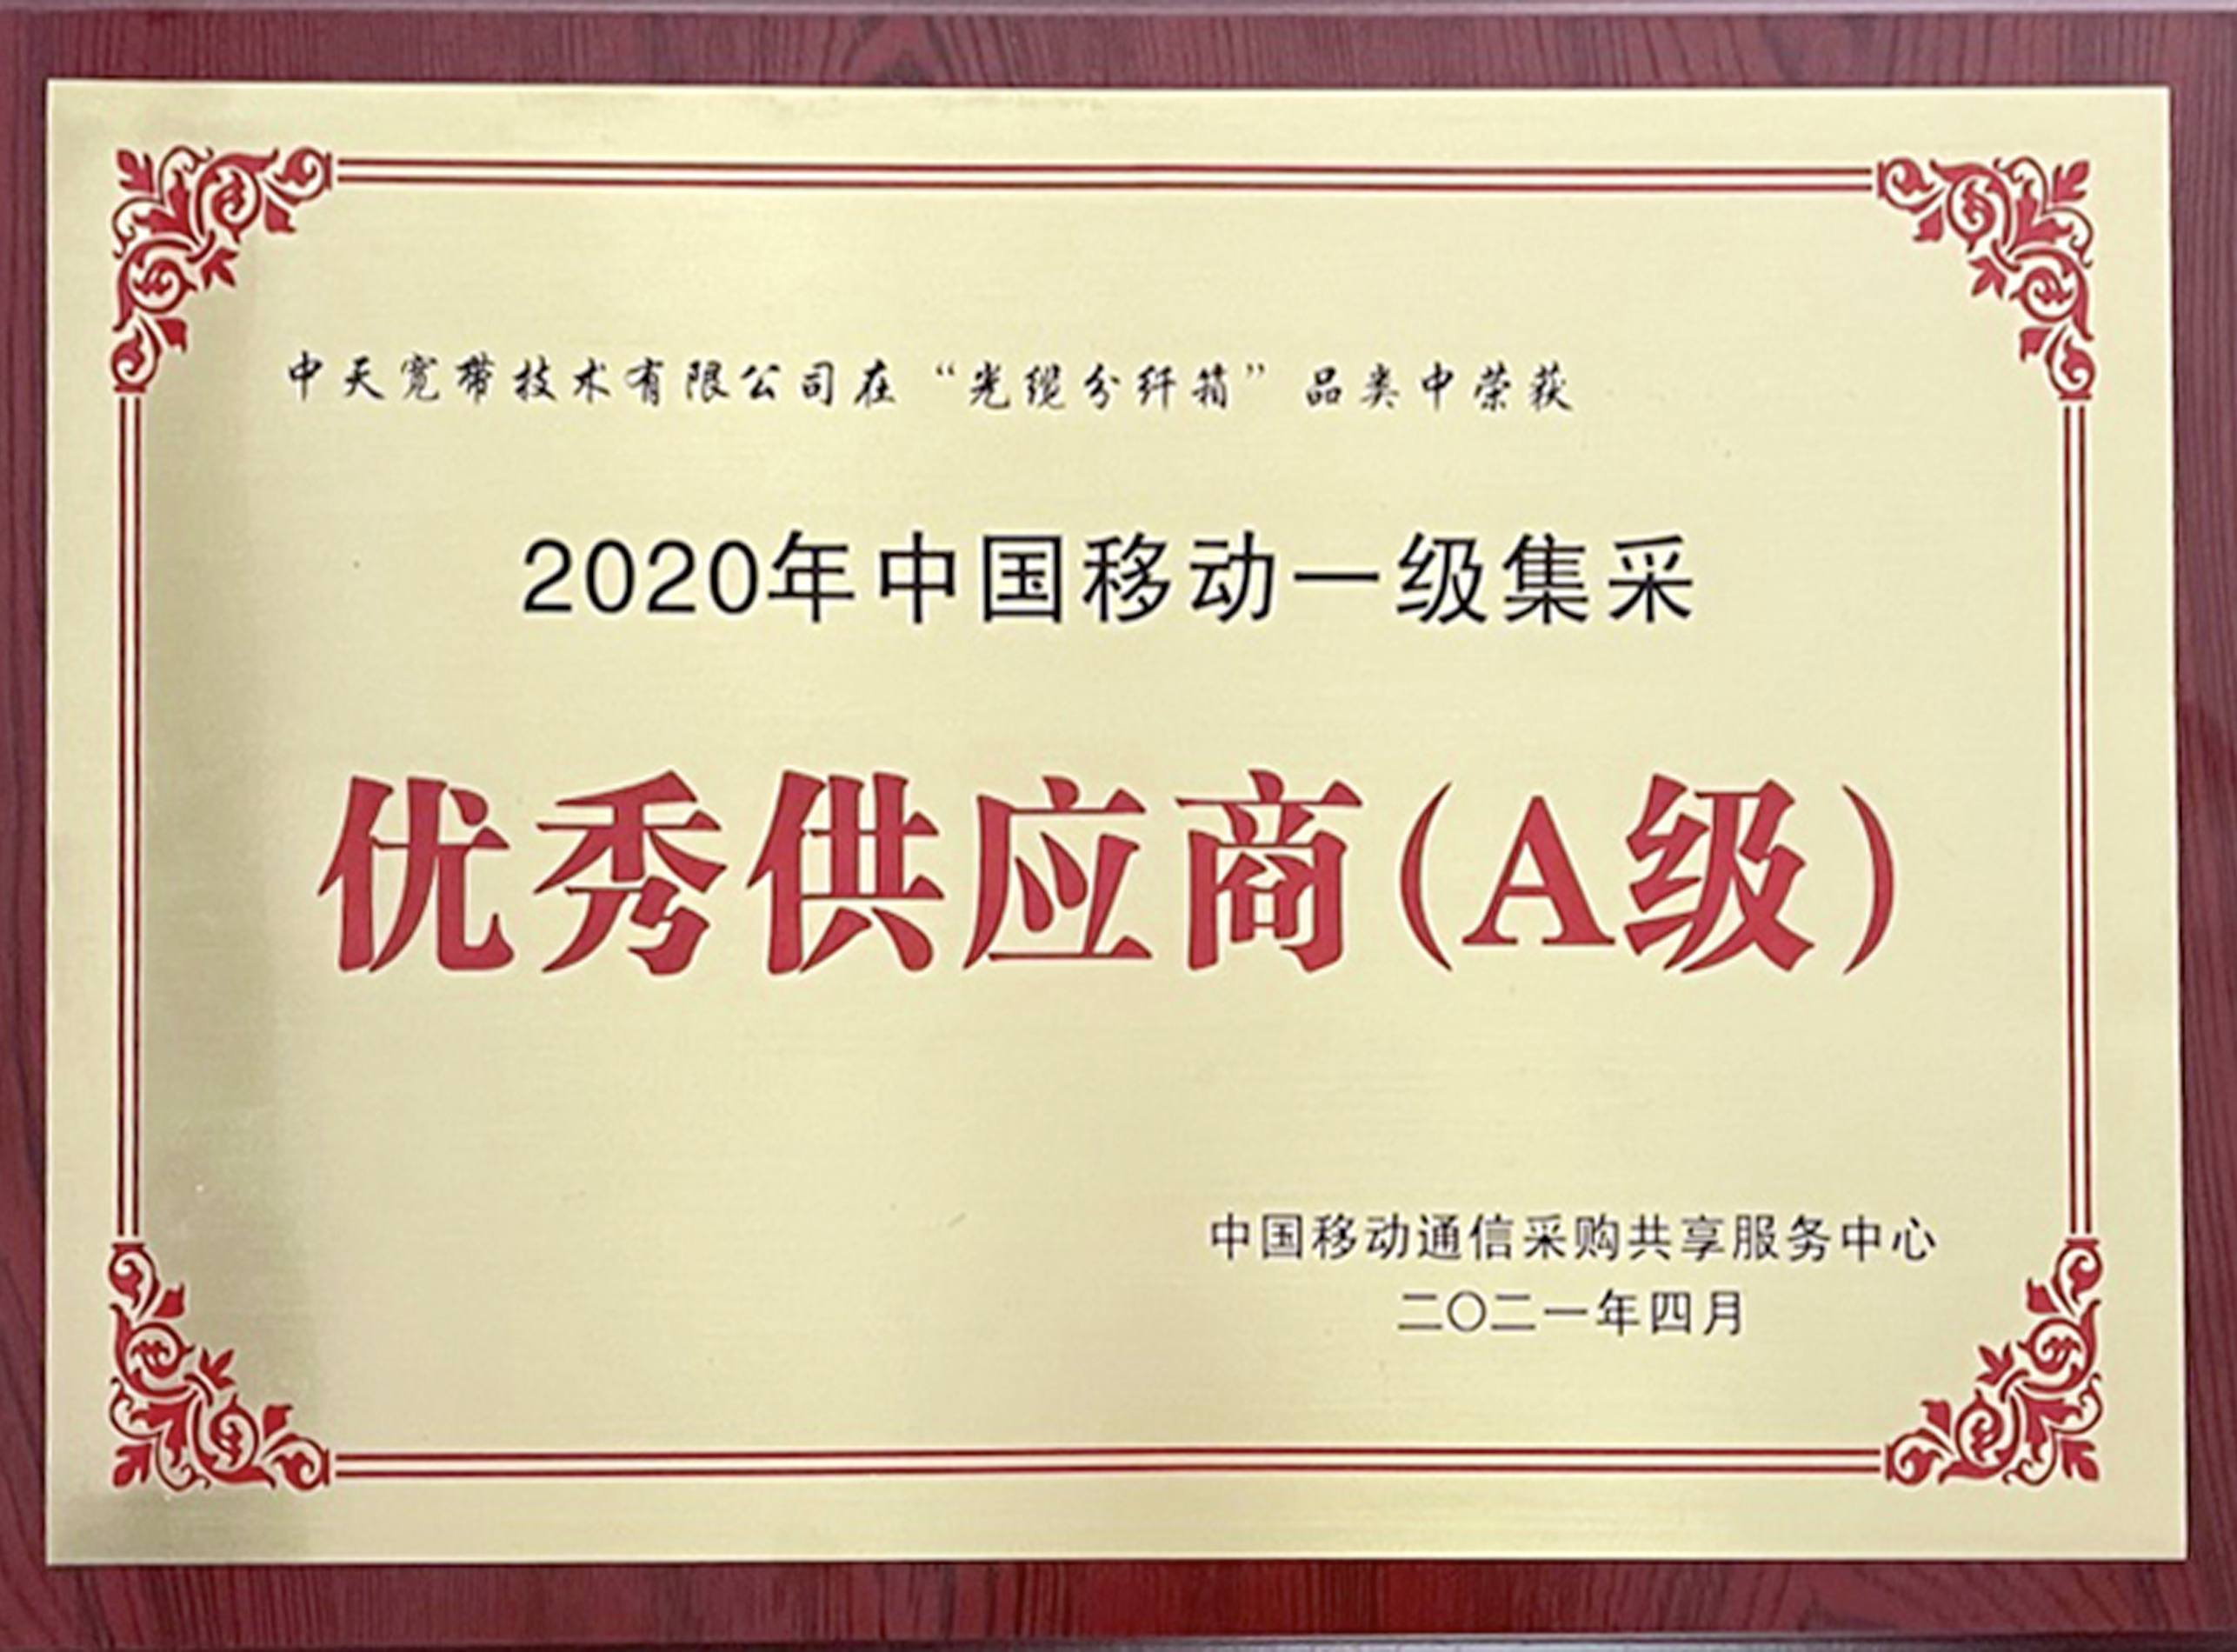 中天宽带技术有限公司在“光缆分纤箱”品类中荣获
2020年中国移动一级集采
优秀供应商(A级)
中国移动通信采购共享服务中心
二〇二一年四月